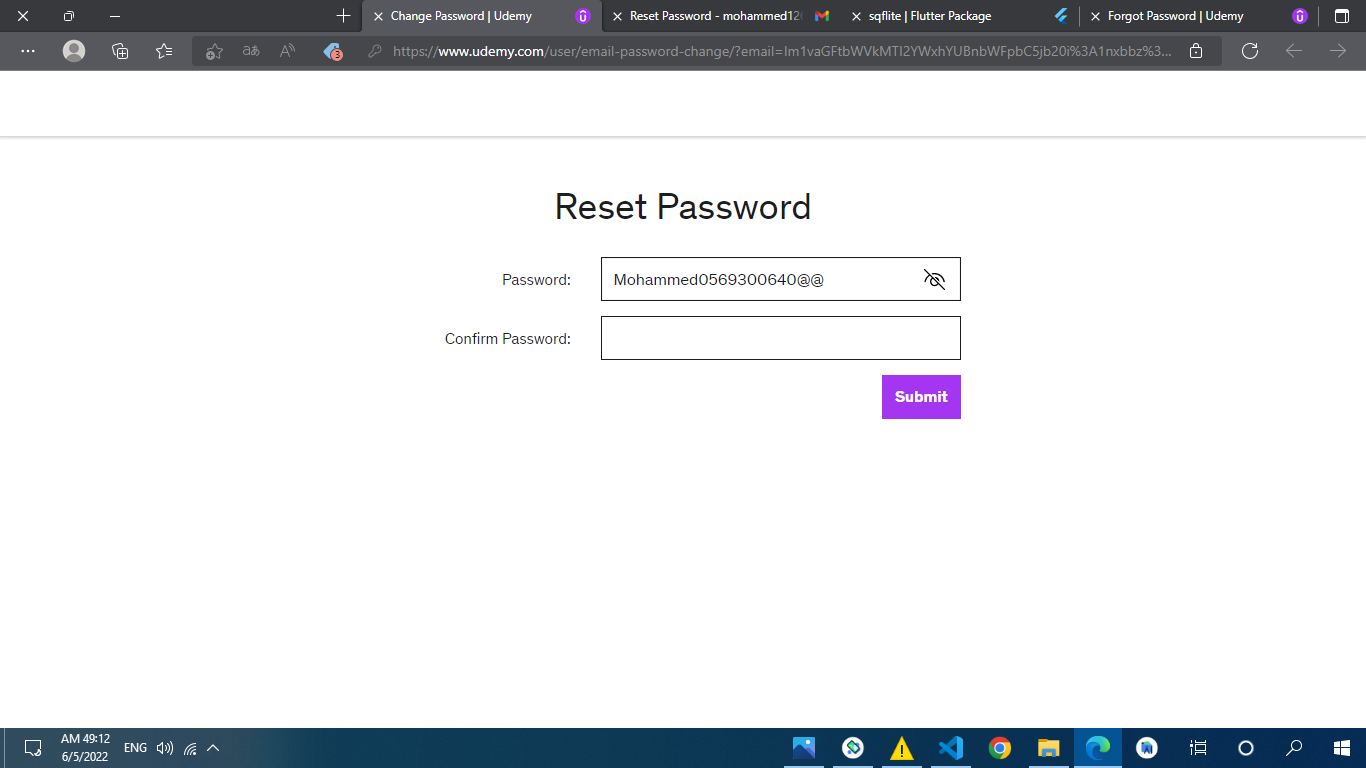 Change Password | Udemy
Reset Password - mohammed12
sqflite | Flutter Package
Forgot Password | Udemy
https://www.udemy.com/user/email-password-change/?email=Im1vaGFtbWVkMTI2YWxhYUBnbWFpbC5jb20i%3A1nxbbz%3...
3
Reset Password
Password:
Mohammed0569300640@@
Confirm Password:
Submit
AM 49:12
6/5/2022
ENG